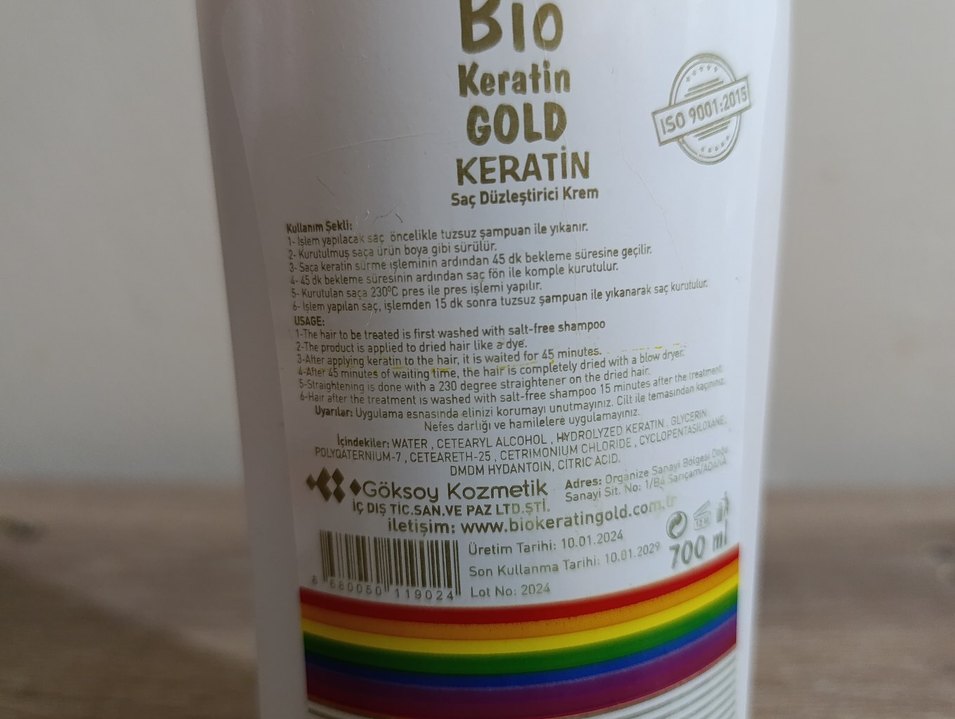 Bio
Keratin
GOLD
KERATİN
Saç Düzleştirici Krem
ISO 9001:2015
Kullanım Şekli:
1- İşlem yapılacak saç öncelikle tuzsuz şampuan ile yıkanır.
2- Kurutulmuş saça ürün boya gibi sürülür.
3- Saça keratin sürme işleminin ardından 45 dk bekleme süresine geçilir.
4- 45 dk bekleme süresinin ardından saç fön ile komple kurutulur.
5- Kurutulan saça 230ºC pres ile pres işlemi yapılır.
6- İşlem yapılan saç, işlemden 15 dk sonra tuzsuz şampuan ile yıkanarak saç kurutulur.
USAGE:
1-The hair to be treated is first washed with salt-free shampoo
2-The product is applied to dried hair like a dye.
3-After applying keratin to the hair, it is waited for 45 minutes.
4-After 45 minutes of waiting time, the hair is completely dried with a blow dryer.
5-Straightening is done with a 230 degree straightener on the dried hair.
6-Hair after the treatment is washed with salt-free shampoo 15 minutes after the treatment
Uyarılar: Uygulama esnasında elinizi korumayı unutmayınız. Cilt ile temasından kaçınınız.
Nefes darlığı ve hamilelere uygulamayınız.
İçindekiler: WATER , CETEARYL ALCOHOL , HYDROLYZED KERATIN , GLYCERIN,
POLYQATERNIUM-7 , CETEARETH-25 , CETRIMONIUM CHLORIDE , CYCLOPENTASILOXANE,
DMDM HYDANTOIN, CITRIC ACID.
Göksoy Kozmetik
İÇ DIŞ TİC.SAN.VE PAZ LTD.ŞTİ.
Adres: Organize Sanayi Bölgesi Doğu
Sanayi Sit. No: 1/B4 Sarıçam/ADANA
iletişim: www.biokeratingold.com.tr
Üretim Tarihi: 10.01.2024
Son Kullanma Tarihi: 10.01.2029
Lot No: 2024
12 M
700 ml
8 680050 119024